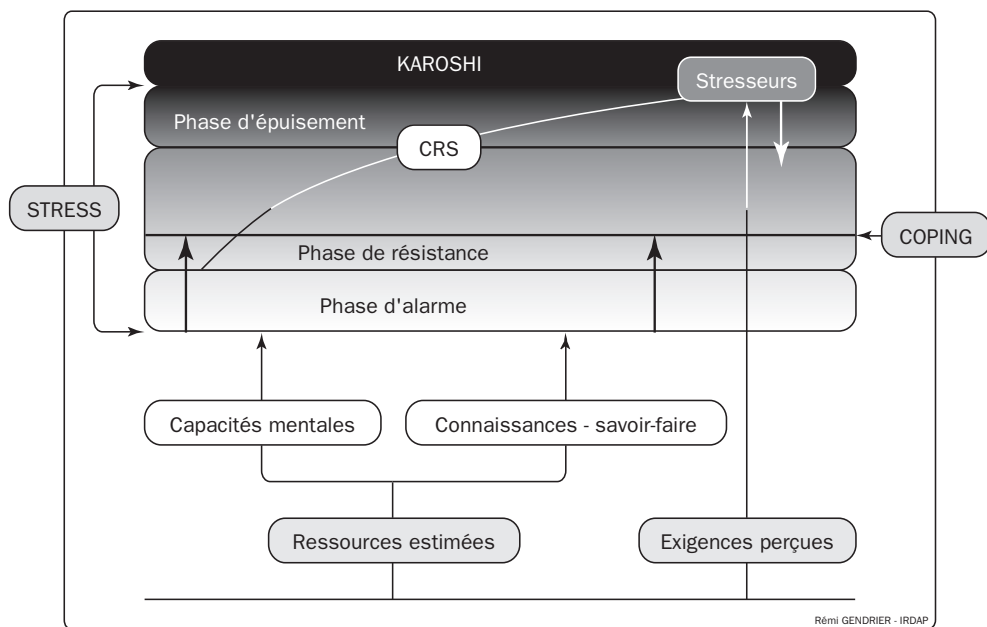 KAROSHI
Stresseurs
Phase d'épuisement
CRS
STRESS
COPING
Phase de résistance
Phase d'alarme
Capacités mentales
Connaissances - savoir-faire
Ressources estimées
Exigences perçues
Rémi GENDRIER - IRDAP